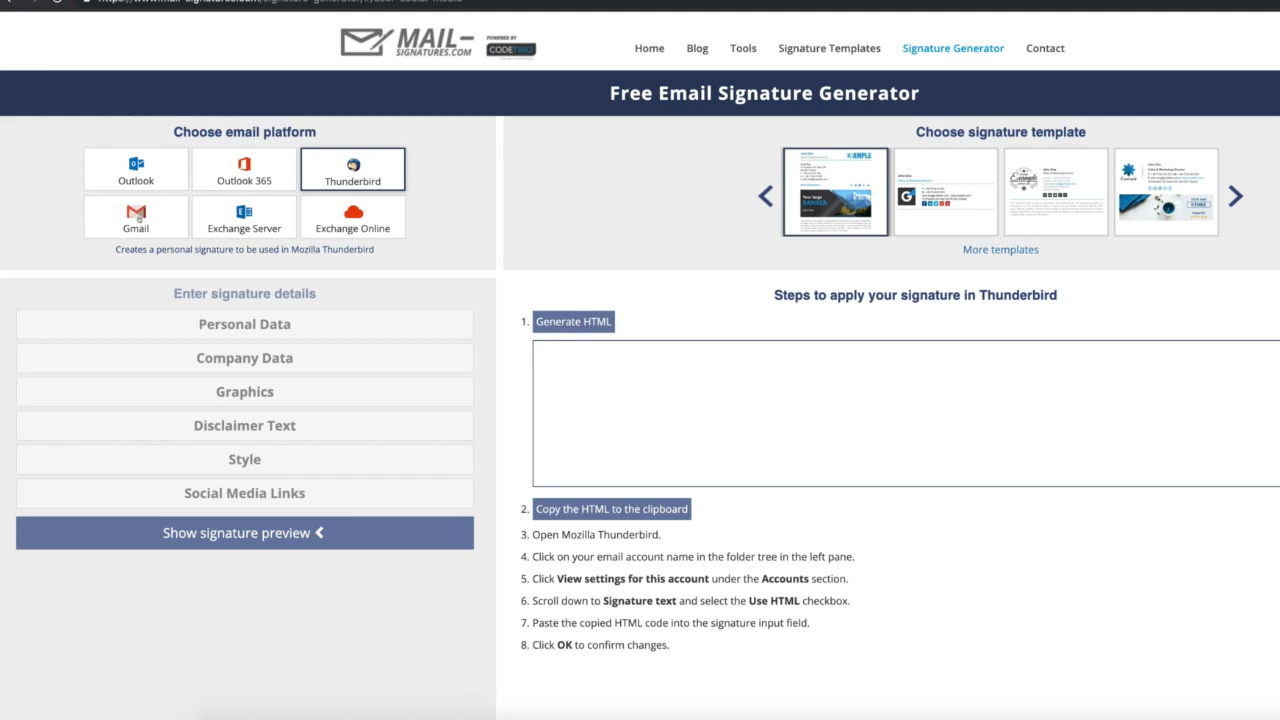 MAIL-
SIGNATURES.COM
POWERED BY
CODETWO
Home Blog Tools Signature Templates Signature Generator Contact
Free Email Signature Generator
Choose email platform
Outlook Outlook 365 Thunderbird
Gmail Exchange Server Exchange Online
Creates a personal signature to be used in Mozilla Thunderbird
Choose signature template
More templates
Enter signature details
Personal Data
Company Data
Graphics
Disclaimer Text
Style
Social Media Links
Show signature preview
Steps to apply your signature in Thunderbird
1. Generate HTML
2. Copy the HTML to the clipboard
3. Open Mozilla Thunderbird.
4. Click on your email account name in the folder tree in the left pane.
5. Click View settings for this account under the Accounts section.
6. Scroll down to Signature text and select the Use HTML checkbox.
7. Paste the copied HTML code into the signature input field.
8. Click OK to confirm changes.